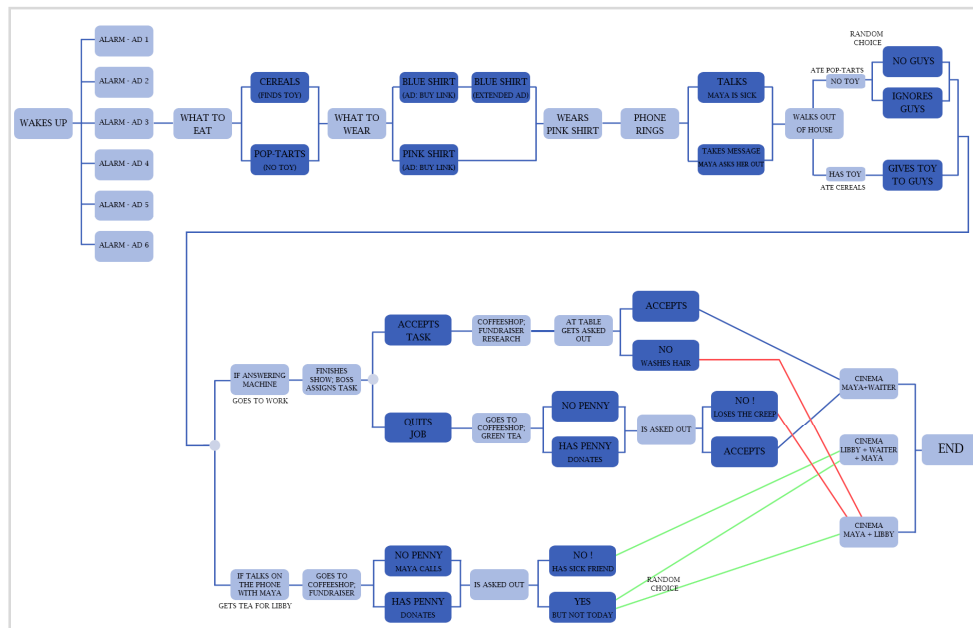 WAKES UP
ALARM - AD 1
ALARM - AD 2
ALARM - AD 3
ALARM - AD 4
ALARM - AD 5
ALARM - AD 6
WHAT TO
EAT
CEREALS
(FINDS TOY)
POP-TARTS
(NO TOY)
WHAT TO
WEAR
BLUE SHIRT
(AD: BUY LINK)
BLUE SHIRT
(EXTENDED AD)
PINK SHIRT
(AD: BUY LINK)
WEARS
PINK SHIRT
PHONE
RINGS
TALKS
MAYA IS SICK
TAKES MESSAGE
MAYA ASKS HER OUT
WALKS OUT
OF HOUSE
ATE POP-TARTS
NO TOY
HAS TOY
ATE CEREALS
RANDOM
CHOICE
NO GUYS
IGNORES
GUYS
GIVES TOY
TO GUYS
IF ANSWERING
MACHINE
GOES TO WORK
FINISHES
SHOW; BOSS
ASSIGNS TASK
ACCEPTS
TASK
COFFEESHOP;
FUNDRAISER
RESEARCH
AT TABLE
GETS ASKED
OUT
ACCEPTS
NO
WASHES HAIR
QUITS
JOB
GOES TO
COFFEESHOP;
GREEN TEA
NO PENNY
HAS PENNY
DONATES
IS ASKED OUT
NO !
LOSES THE CREEP
ACCEPTS
CINEMA
MAYA+WAITER
CINEMA
LIBBY + WAITER
+ MAYA
CINEMA
MAYA + LIBBY
END
IF TALKS ON
THE PHONE
WITH MAYA
GETS TEA FOR LIBBY
GOES TO
COFFEESHOP;
FUNDRAISER
NO PENNY
MAYA CALLS
HAS PENNY
DONATES
IS ASKED OUT
NO !
HAS SICK FRIEND
YES
BUT NOT TODAY
RANDOM
CHOICE